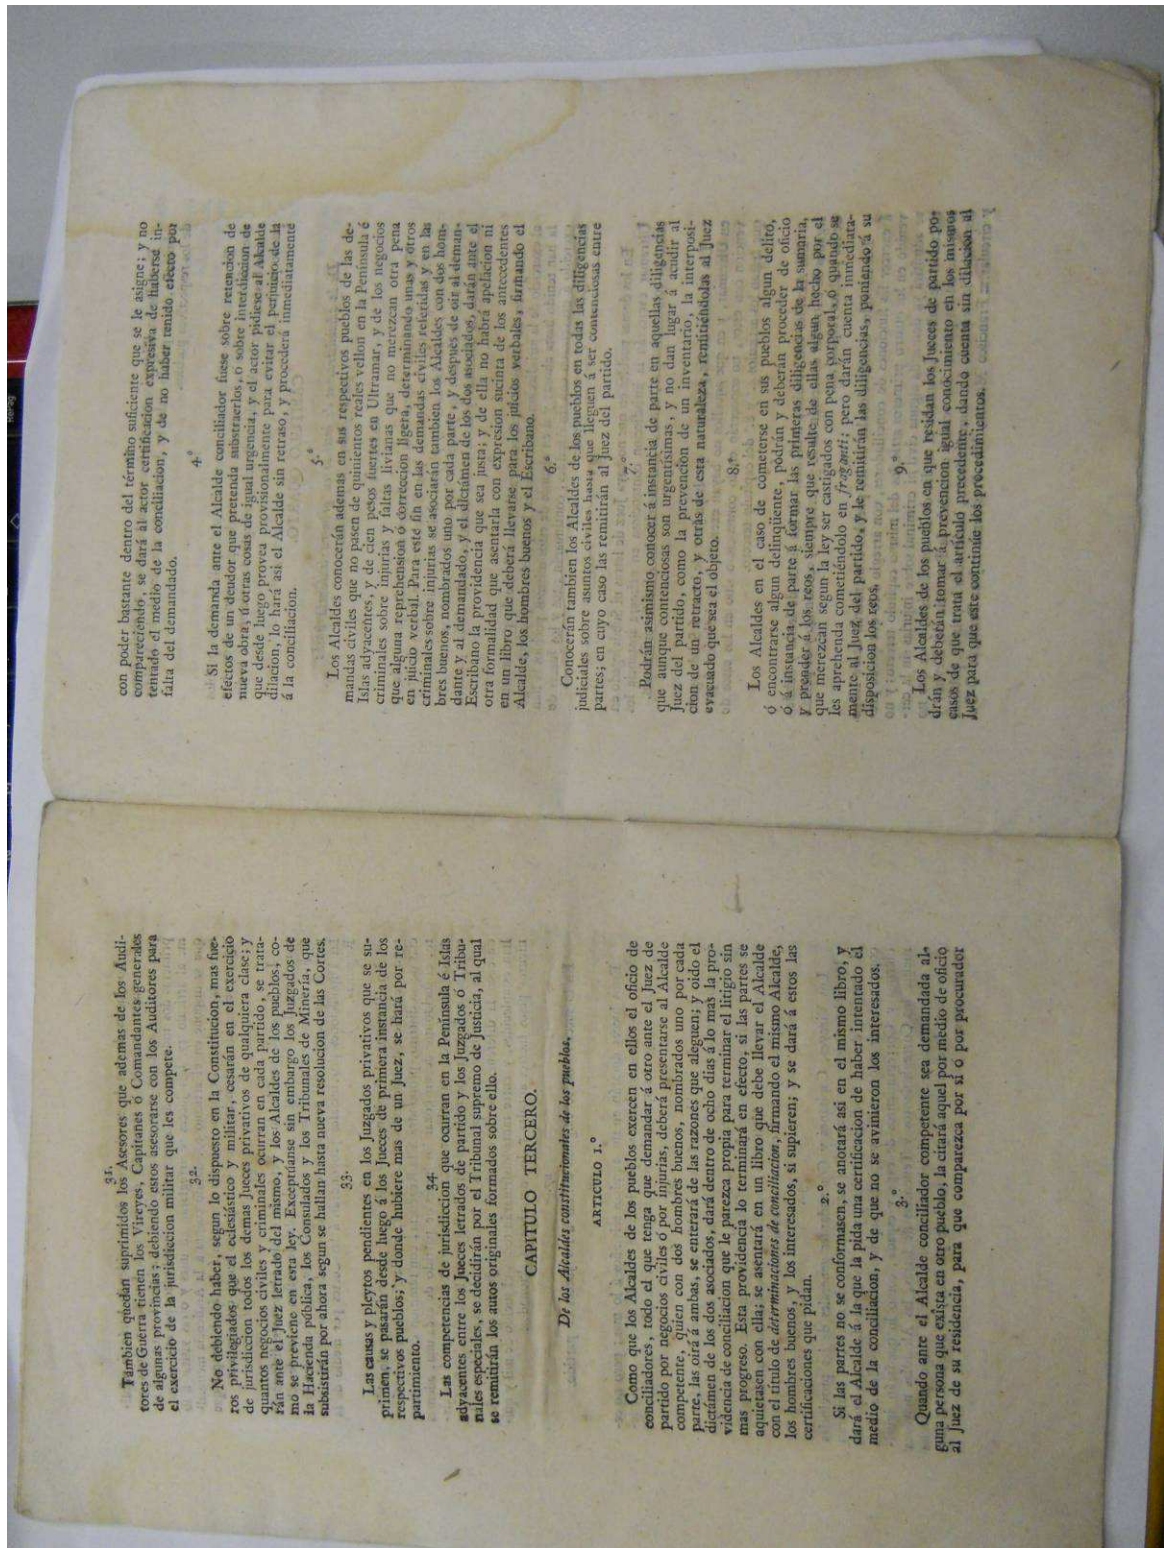 31.
Tambien quedan suprimidos los Asesores que ademas de los Audi-
tores de Guerra tienen los Vireyes, Capitanes ó Comandantes generales
de algunas provincias; debiendo estos asesorarse con los Auditores para
el exercicio de la jurisdiccion militar que les compete.
32.
No debiendo haber, segun lo dispuesto en la Constitucion, mas fue-
ros privilegiados que el eclesiástico y militar, cesarán en el exercicio
de jurisdiccion todos los demas Jueces privativos de qualquiera clase; y
quantos negocios civiles y criminales ocurran en cada partido, se trata-
rán ante el Juez letrado del mismo, y los Alcaldes de los pueblos, co-
mo se previene en esta ley. Exceptúanse sin embargo los Juzgados de
la Hacienda pública, los Consulados y los Tribunales de Minería, que
subsistirán por ahora segun se hallan hasta nueva resolucion de las Cortes.
33.
Las causas y pleytos pendientes en los Juzgados privativos que se su-
primen, se pasarán desde luego á los Jueces de primera instancia de los
respectivos pueblos; y donde hubiere mas de un Juez, se hará por re-
partimiento.
34.
Las competencias de jurisdiccion que ocurran en la Península é Islas
adyacentes entre los Jueces letrados de partido y los Juzgados ó Tribu-
nales especiales, se decidirán por el Tribunal supremo de Justicia, al qual
se remitirán los autos originales formados sobre ello.
CAPITULO TERCERO.
De los Alcaldes constitucionales de los pueblos.
ARTICULO 1.º
Como que los Alcaldes de los pueblos exercen en ellos el oficio de
conciliadores, todo el que tenga que demandar á otro ante el Juez de
partido por negocios civiles ó por injurias, deberá presentarse al Alcalde
competente, quien con dos hombres buenos, nombrados uno por cada
parte, las oirá á ambas, se enterará de las razones que aleguen; y oido el
dictámen de los dos asociados, dará dentro de ocho dias á lo mas la pro-
videncia de conciliacion que le parezca propia para terminar el litigio sin
mas progreso. Esta providencia lo terminará en efecto, si las partes se
aquietasen con ella; se asentará en un libro que debe llevar el Alcalde
con el título de determinaciones de conciliacion, firmando el mismo Alcalde,
los hombres buenos, y los interesados, si supieren; y se dará á estos las
certificaciones que pidan.
2.º
Si las partes no se conformasen, se anotará asi en el mismo libro, y
dará el Alcalde á la que la pida una certificacion de haber intentado el
medio de la conciliacion, y de que no se avinieron los interesados.
3.º
Quando ante el Alcalde conciliador competente sea demandada al-
guna persona que exista en otro pueblo, la citará aquel por medio de oficio
al Juez de su residencia, para que comparezca por sí ó por procurador
con poder bastante dentro del término suficiente que se le asigne; y no
compareciendo, se dará al actor certificacion expresiva de haberse in-
tentado el medio de la conciliacion, y de no haber tenido efecto por
falta del demandado.
4.º
Si la demanda ante el Alcalde conciliador fuese sobre retencion de
efectos de un deudor que pretenda substraerlos, ó sobre interdiccion de
nueva obra, ú otras cosas de igual urgencia, y el actor pidiese al Alcalde
que desde luego provea provisionalmente para evitar el perjuicio de la
dilacion, lo hará asi el Alcalde sin retraso, y procederá inmediatamente
á la conciliacion.
5.º
Los Alcaldes conocerán ademas en sus respectivos pueblos de las de-
mandas civiles que no pasen de quinientos reales vellon en la Península é
Islas adyacentes, y de cien pesos fuertes en Ultramar, y de los negocios
criminales sobre injurias y faltas livianas que no merezcan otra pena
que alguna reprehension ó correccion ligera, determinando unas y otros
en juicio verbal. Para este fin en las demandas civiles referidas y en las
criminales sobre injurias se asociarán tambien los Alcaldes con dos hom-
bres buenos, nombrados uno por cada parte, y despues de oir al deman-
dante y al demandado, y el dictámen de los dos asociados, darán ante el
Escribano la providencia que sea justa; y de ella no habrá apelacion ni
otra formalidad que asentarla con expresion sucinta de los antecedentes
en un libro que deberá llevarse para los juicios verbales, firmando el
Alcalde, los hombres buenos y el Escribano.
6.º
Conocerán tambien los Alcaldes de los pueblos en todas las diligencias
judiciales sobre asuntos civiles hasta que lleguen á ser contenciosas entre
partes; en cuyo caso las remitirán al Juez del partido.
7.º
Podrán asimismo conocer á instancia de parte en aquellas diligencias
que aunque contenciosas son urgentísimas, y no dan lugar á acudir al
Juez del partido, como la prevencion de un inventario, la interposi-
cion de un retracto, y otras de esta naturaleza, remitiéndolas al Juez
evacuado que sea el objeto.
8.º
Los Alcaldes en el caso de cometerse en sus pueblos algun delito,
ó encontrarse algun delinqüente, podrán y deberán proceder de oficio
ó á instancia de parte á formar las primeras diligencias de la sumaria,
y prender á los reos, siempre que resulte de ellas algun hecho por el
que merezcan segun la ley ser castigados con pena corporal, ó quando se
les aprehenda cometiéndolo en fraganti; pero darán cuenta inmediata-
mente al Juez del partido, y le remitirán las diligencias, poniendo á su
disposicion los reos.
9.º
Los Alcaldes de los pueblos en que residan los Jueces de partido po-
drán y deberán tomar á prevencion igual conocimiento en los mismos
casos de que trata el artículo precedente, dando cuenta sin dilacion al
Juez para que este continúe los procedimientos.